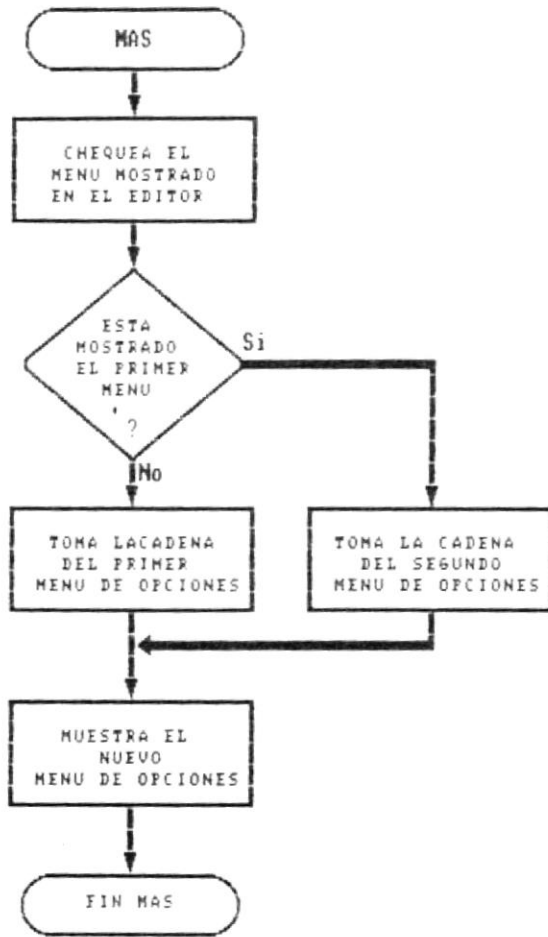 MAS
CHEQUEA EL
MENU MOSTRADO
EN EL EDITOR
ESTA
MOSTRADO
EL PRIMER
MENU
?
Si
No
TOMA LACADENA
DEL PRIMER
MENU DE OPCIONES
TOMA LA CADENA
DEL SEGUNDO
MENU DE OPCIONES
MUESTRA EL
NUEVO
MENU DE OPCIONES
FIN MAS